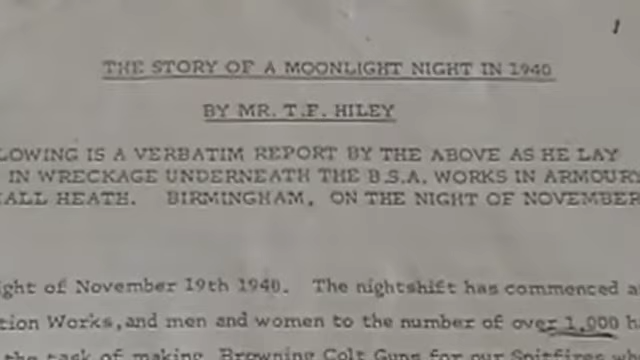 1
THE STORY OF A MOONLIGHT NIGHT IN 1940
BY MR. T.F. HILEY
LOWING IS A VERBATIM REPORT BY THE ABOVE AS HE LAY
IN WRECKAGE UNDERNEATH THE B.S.A. WORKS IN ARMOURY
ALL HEATH. BIRMINGHAM, ON THE NIGHT OF NOVEMBER
ght of November 19th 1940. The nightshift has commenced a
tion Works, and men and women to the number of over 1,000 h
the task of making Browning Colt Guns for our Spitfires